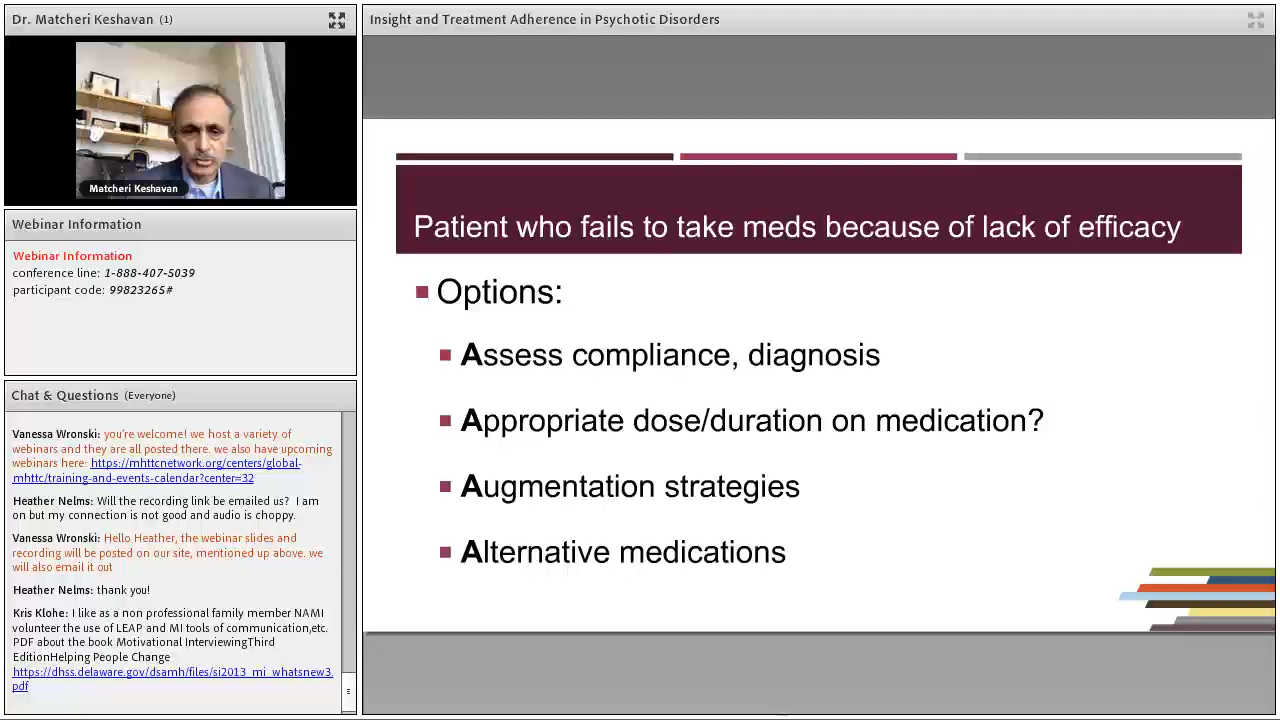 Dr. Matcheri Keshavan (1)
Matcheri Keshavan
Webinar Information
Webinar Information
conference line: 1-888-407-5039
participant code: 99823265#
Chat & Questions (Everyone)
Vanessa Wronski: you're welcome! we host a variety of
webinars and they are all posted there. we also have upcoming
webinars here: https://mhttcnetwork.org/centers/global-
mhttc/training-and-events-calendar?center=32
Heather Nelms: Will the recording link be emailed us? I am
on but my connection is not good and audio is choppy.
Vanessa Wronski: Hello Heather, the webinar slides and
recording will be posted on our site, mentioned up above. we
will also email it out
Heather Nelms: thank you!
Kris Klohe: I like as a non professional family member NAMI
volunteer the use of LEAP and MI tools of communication,etc.
PDF about the book Motivational InterviewingThird
EditionHelping People Change
https://dhss.delaware.gov/dsamh/files/si2013_mi_whatsnew3.
pdf
Insight and Treatment Adherence in Psychotic Disorders
Patient who fails to take meds because of lack of efficacy
Options:
Assess compliance, diagnosis
Appropriate dose/duration on medication?
Augmentation strategies
Alternative medications